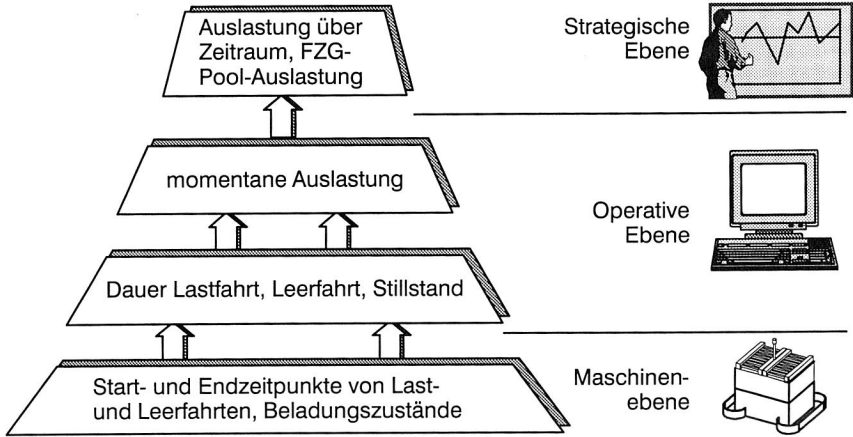 Auslastung über
Zeitraum, FZG-
Pool-Auslastung
Strategische
Ebene
momentane Auslastung
Operative
Ebene
Dauer Lastfahrt, Leerfahrt, Stillstand
Start- und Endzeitpunkte von Last-
und Leerfahrten, Beladungszustände
Maschinen-
ebene